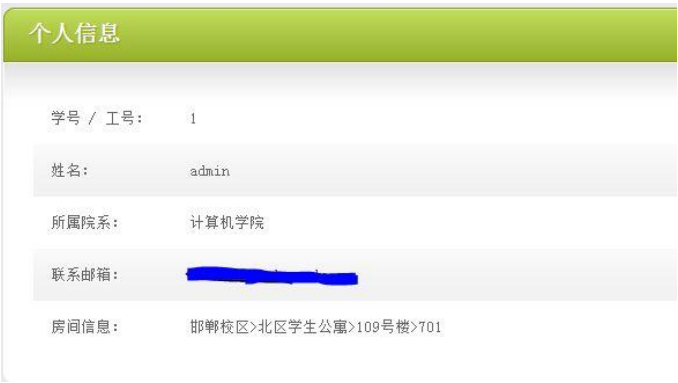 个人信息
学号 / 工号： 1
姓名： admin
所属院系： 计算机学院
联系邮箱：
房间信息： 邯郸校区>北区学生公寓>109号楼>701